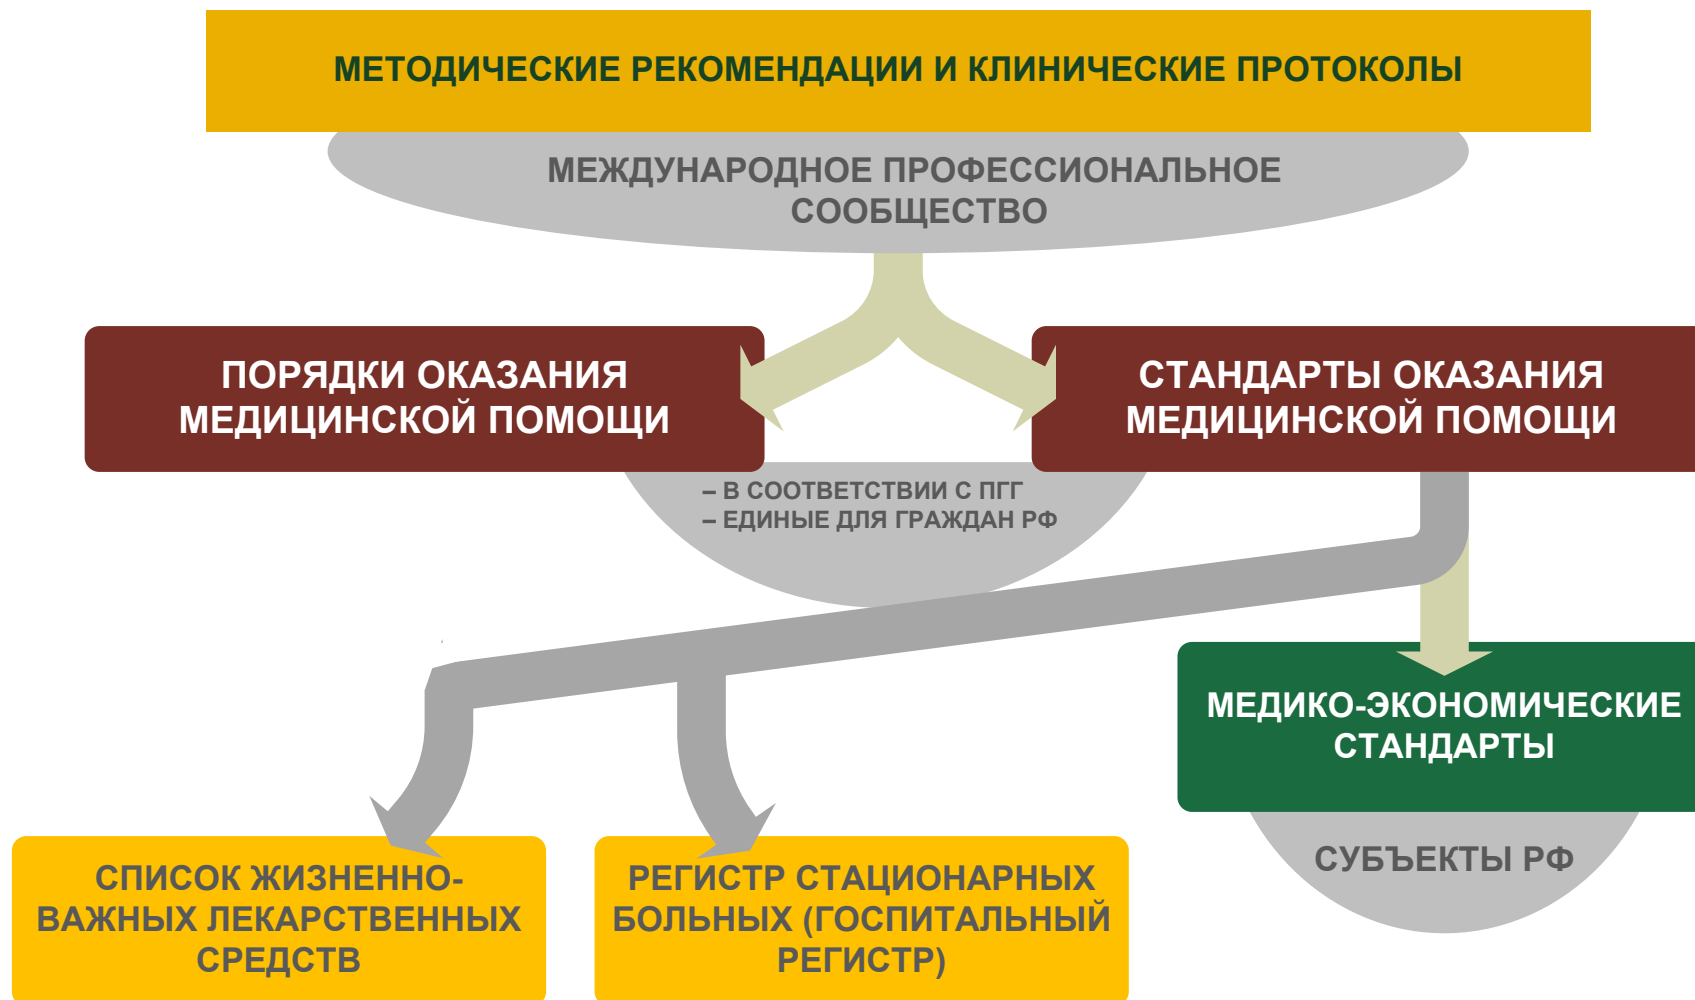 МЕТОДИЧЕСКИЕ РЕКОМЕНДАЦИИ И КЛИНИЧЕСКИЕ ПРОТОКОЛЫ
МЕЖДУНАРОДНОЕ ПРОФЕССИОНАЛЬНОЕ
СООБЩЕСТВО
ПОРЯДКИ ОКАЗАНИЯ
МЕДИЦИНСКОЙ ПОМОЩИ
СТАНДАРТЫ ОКАЗАНИЯ
МЕДИЦИНСКОЙ ПОМОЩИ
– В СООТВЕТСТВИИ С ПГГ
– ЕДИНЫЕ ДЛЯ ГРАЖДАН РФ
МЕДИКО-ЭКОНОМИЧЕСКИЕ
СТАНДАРТЫ
СУБЪЕКТЫ РФ
СПИСОК ЖИЗНЕННО-
ВАЖНЫХ ЛЕКАРСТВЕННЫХ
СРЕДСТВ
РЕГИСТР СТАЦИОНАРНЫХ
БОЛЬНЫХ (ГОСПИТАЛЬНЫЙ
РЕГИСТР)